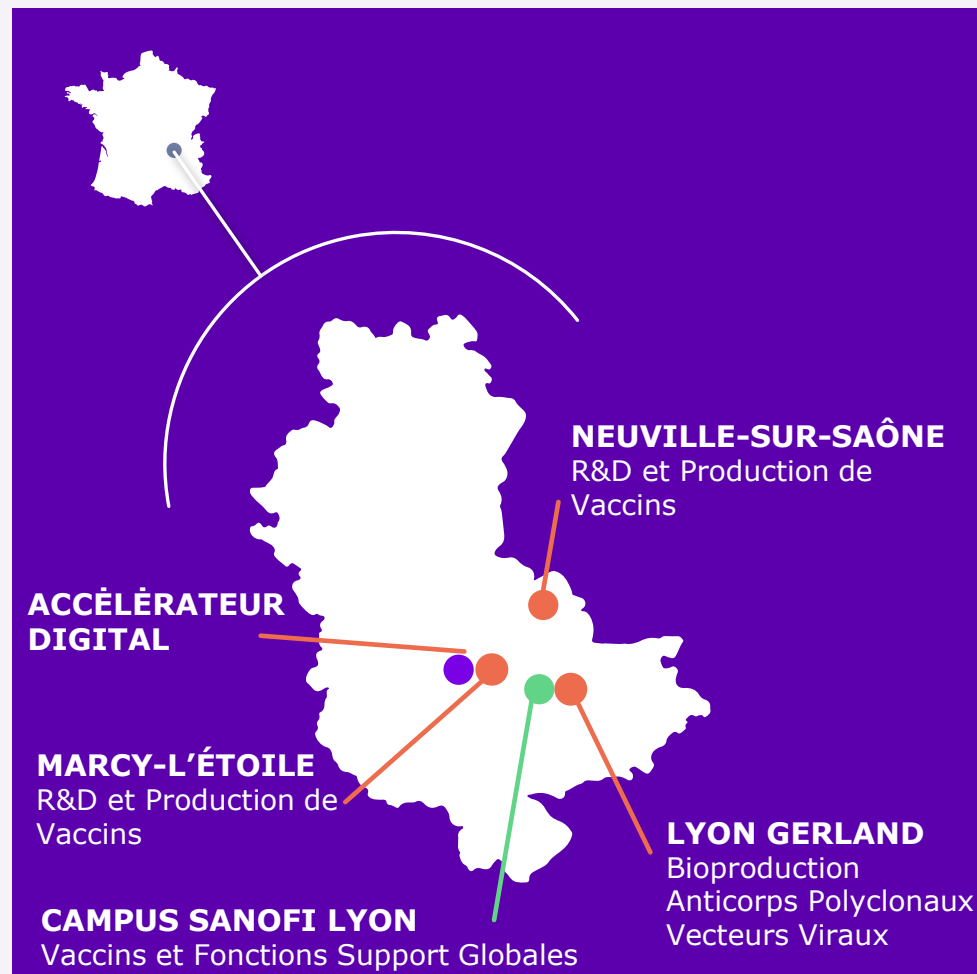 NEUVILLE-SUR-SAÔNE
R&D et Production de
Vaccins
ACCÉLÉRATEUR
DIGITAL
MARCY-L’ÉTOILE
R&D et Production de
Vaccins
LYON GERLAND
Bioproduction
Anticorps Polyclonaux
Vecteurs Viraux
CAMPUS SANOFI LYON
Vaccins et Fonctions Support Globales